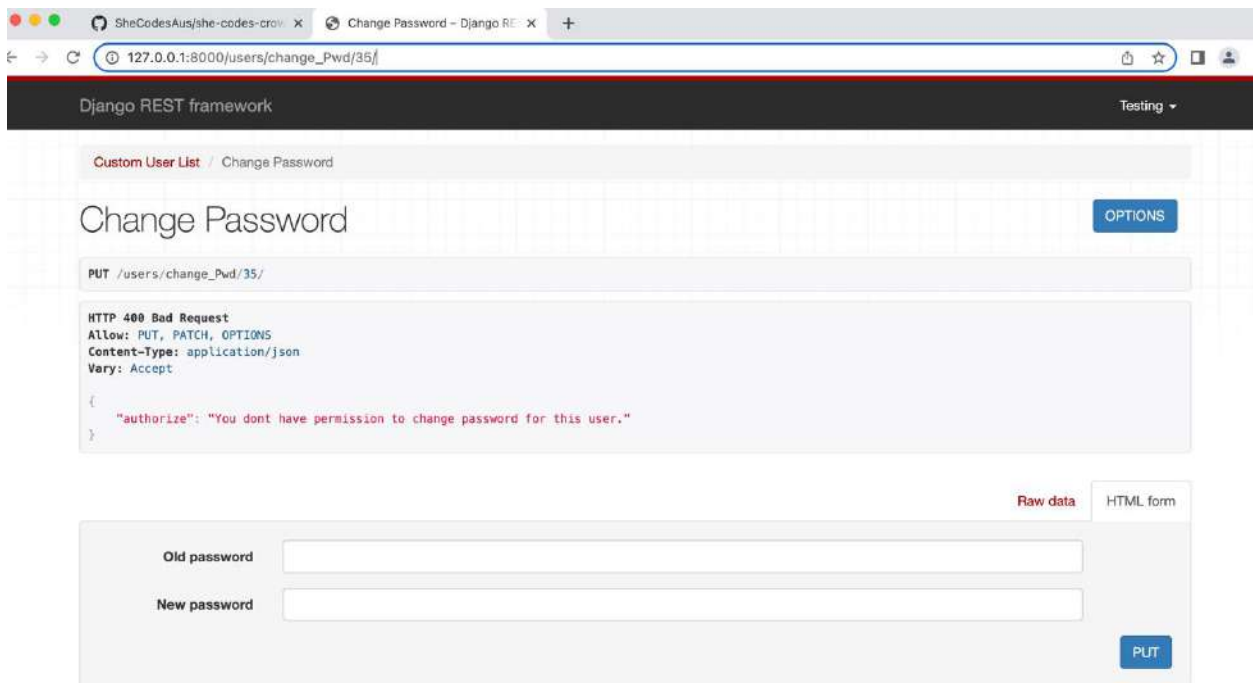 SheCodesAus/she-codes-crow
Change Password – Django RE
127.0.0.1:8000/users/change_Pwd/35/
Django REST framework
Testing
Custom User List / Change Password
Change Password
OPTIONS
PUT /users/change_Pwd/35/
HTTP 400 Bad Request
Allow: PUT, PATCH, OPTIONS
Content-Type: application/json
Vary: Accept
{
"authorize": "You dont have permission to change password for this user."
}
Raw data
HTML form
Old password
New password
PUT